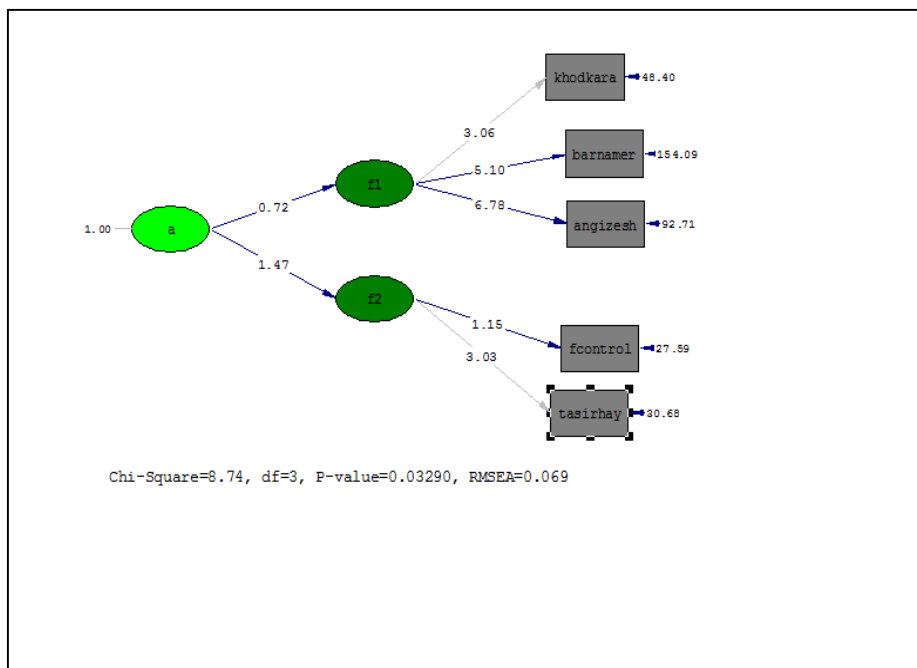 khodkara
48.40
3.06
barnamer
154.09
5.10
f1
0.72
6.78
angizesh
92.71
1.00
a
1.47
f2
1.15
fcontrol
27.59
3.03
tasirhay
30.68
Chi-Square=8.74, df=3, P-value=0.03290, RMSEA=0.069